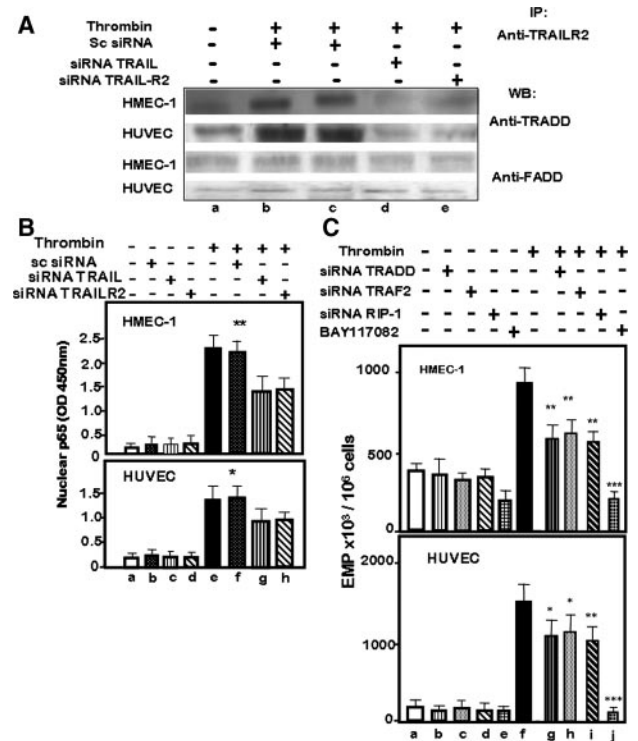 A
IP:
Thrombin - + + + +
Anti-TRAILR2
Sc siRNA - + + - -
siRNA TRAIL - - - + -
siRNA TRAIL-R2 - - - - +
HMEC-1
WB:
HUVEC
Anti-TRADD
HMEC-1
Anti-FADD
HUVEC
a b c d e
B
Thrombin - - - - + + + +
sc siRNA - + - - - + - -
siRNA TRAIL - - + - - - + -
siRNA TRAILR2 - - - + - - - +
HMEC-1
**
2.5
2.0
1.5
1.0
0.5
0
Nuclear p65 (OD 450nm)
HUVEC
*
1.5
1.0
0.5
0
a b c d e f g h
C
Thrombin - - - - - + + + + +
siRNA TRADD - + - - - - + - - -
siRNA TRAF2 - - + - - - - + - -
siRNA RIP-1 - - - + - - - - + -
BAY117082 - - - - + - - - - +
HMEC-1
1000
500
0
** ** ** ***
EMP x10³ / 10⁶ cells
HUVEC
2000
1000
0
* * ** ***
a b c d e f g h i j